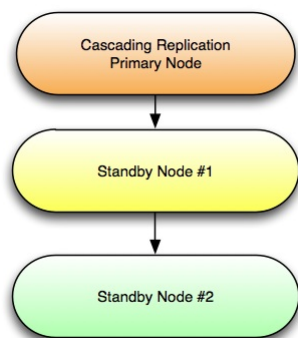 Cascading Replication
Primary Node
Standby Node #1
Standby Node #2